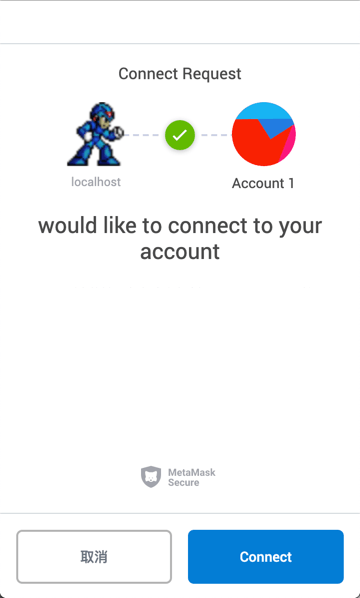 Connect Request
localhost
Account 1
would like to connect to your
account
MetaMask
Secure
取消
Connect